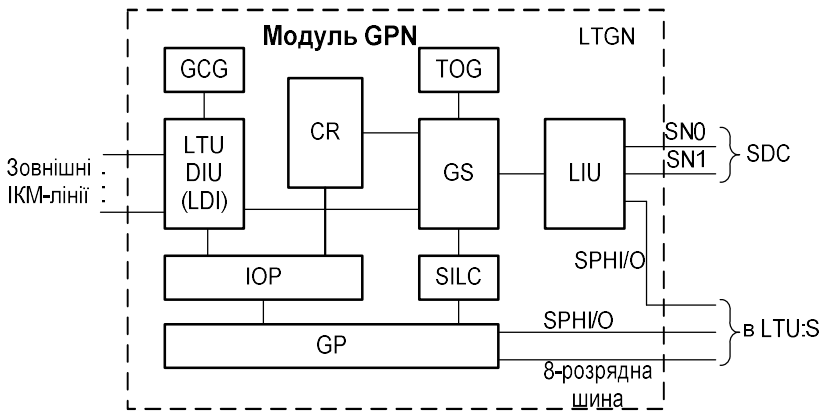 Модуль GPN
LTGN
GCG
TOG
CR
LTU
DIU
(LDI)
GS
LIU
SN0
SN1
SDC
Зовнішні
ІКМ-лінії
SPHI/O
IOP
SILC
SPHI/O
в LTU:S
GP
8-розрядна
шина